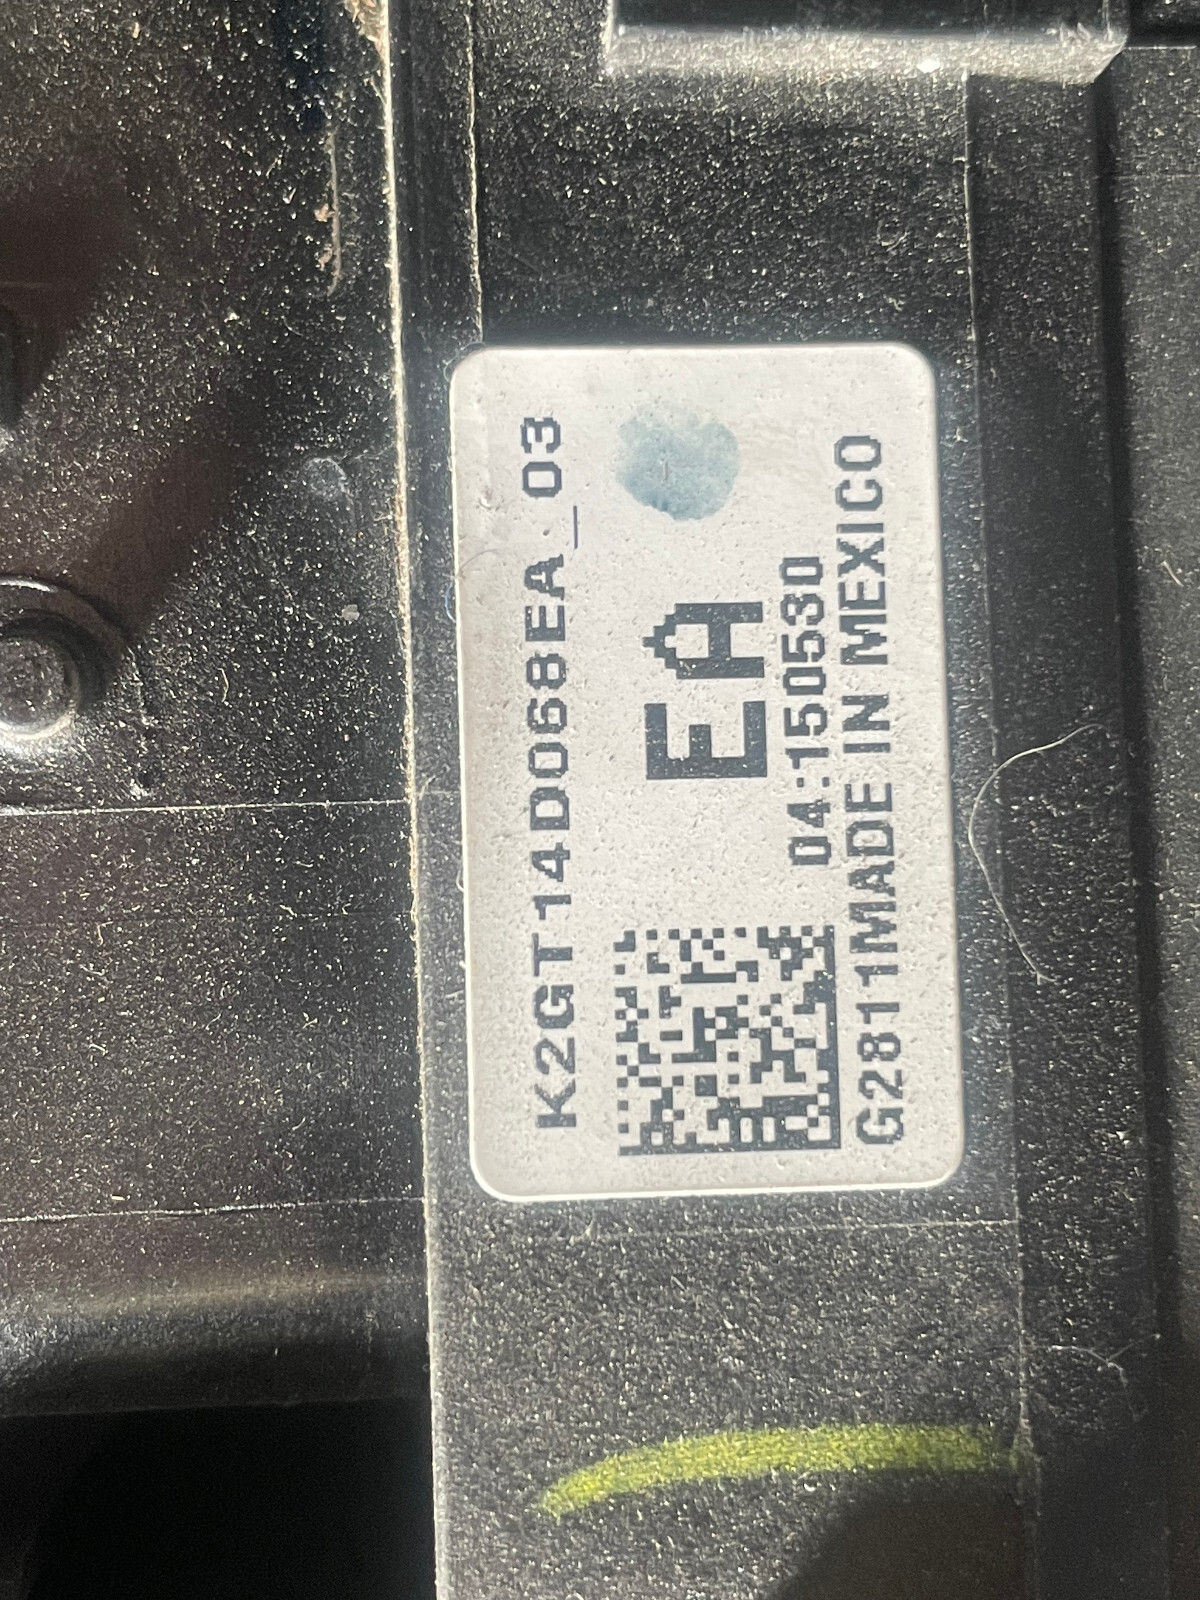 K2GT14D068EA_03
EA
04:150530
G2811MADE IN MEXICO